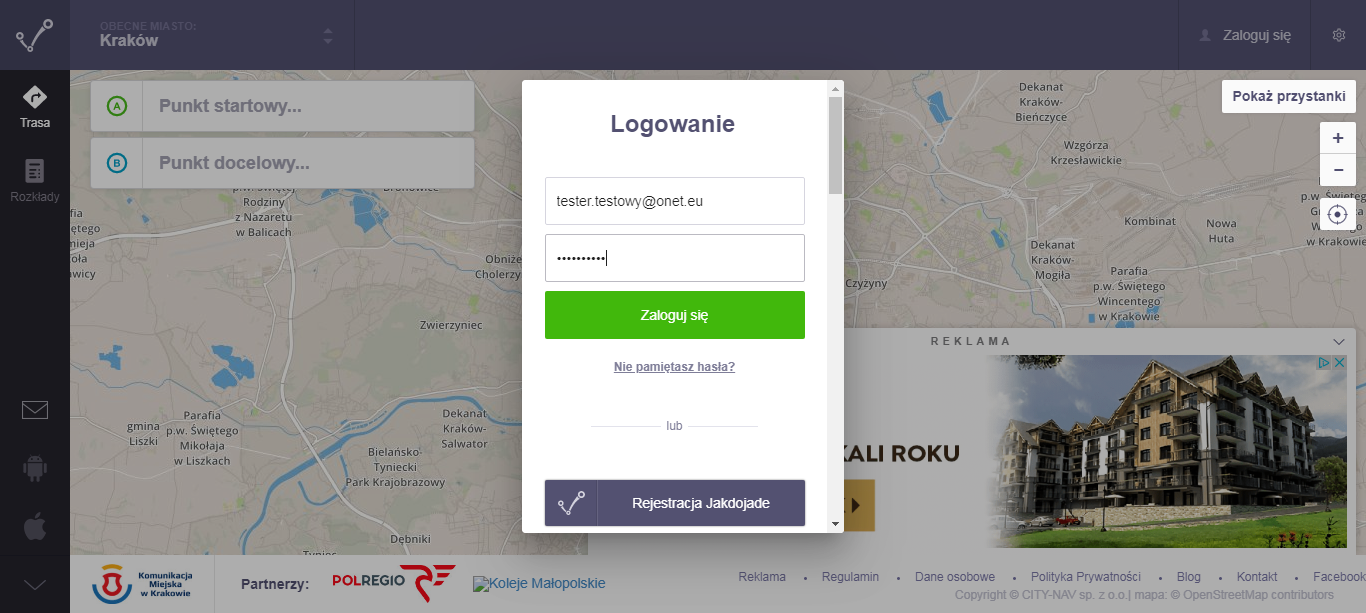 OBECNE MIASTO:
Kraków
Zaloguj się
Trasa
Rozkłady
A
Punkt startowy...
B
Punkt docelowy...
Pokaż przystanki
+
−
Logowanie
tester.testowy@onet.eu
••••••••••
Zaloguj się
Nie pamiętasz hasła?
lub
Rejestracja Jakdojade
Rodziny
z Nazaretu
w Balicach
Zwierzyniec
gmina
Liszki
Parafia
p.w. Świętego
Mikołaja
w Liszkach
Bielańsko-
Tyniecki
Park Krajobrazowy
Dekanat
Kraków-
Salwator
Dębniki
Tyniec
Dekanat
Kraków-
Bieńczyce
Wzgórza
Krzesławickie
Kombinat
Nowa
Huta
Dekanat
Kraków-
Mogiła
Czyżyny
Parafia
p.w. Świętego
Wincentego
w Krakowie
w Krakowie
REKLAMA
KALI ROKU
Komunikacja
Miejska
w Krakowie
Partnerzy:
POLREGIO
Koleje Małopolskie
Reklama • Regulamin • Dane osobowe • Polityka Prywatności • Blog • Kontakt • Facebook
Copyright © CITY-NAV sp. z o.o.| mapa: © OpenStreetMap contributors